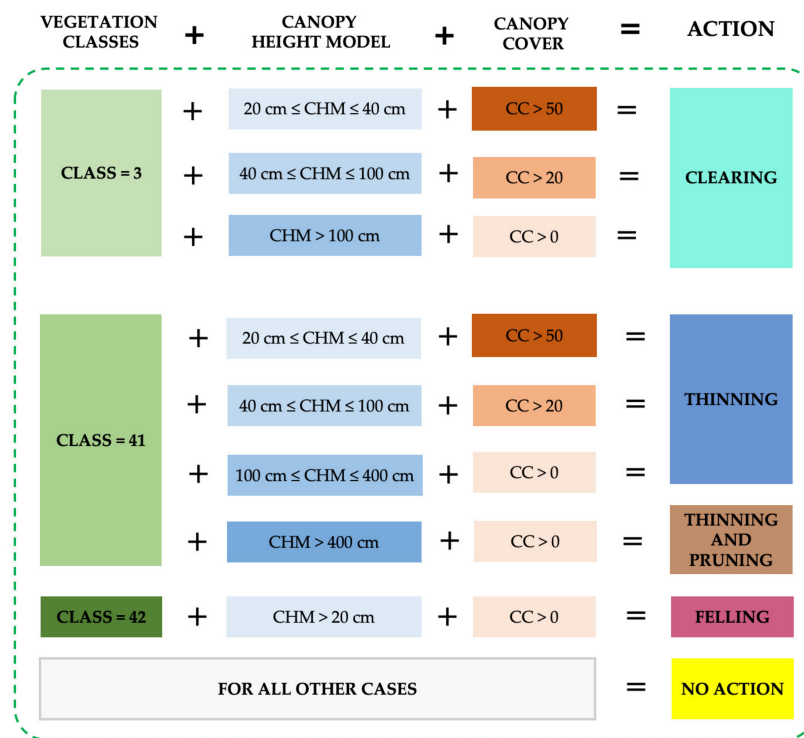 VEGETATION CLASSES + CANOPY HEIGHT MODEL + CANOPY COVER = ACTION
CLASS = 3
+ 20 cm ≤ CHM ≤ 40 cm + CC > 50 =
+ 40 cm ≤ CHM ≤ 100 cm + CC > 20 =
+ CHM > 100 cm + CC > 0 =
CLEARING
CLASS = 41
+ 20 cm ≤ CHM ≤ 40 cm + CC > 50 =
+ 40 cm ≤ CHM ≤ 100 cm + CC > 20 =
+ 100 cm ≤ CHM ≤ 400 cm + CC > 0 =
THINNING
+ CHM > 400 cm + CC > 0 =
THINNING
AND
PRUNING
CLASS = 42 + CHM > 20 cm + CC > 0 = FELLING
FOR ALL OTHER CASES = NO ACTION